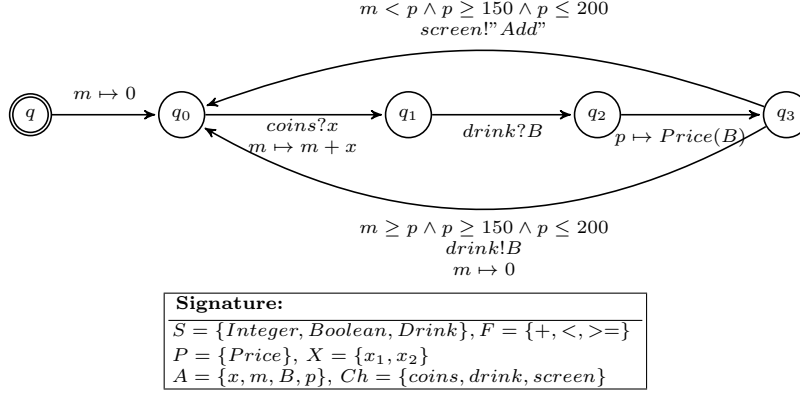 m < p ∧ p ≥ 150 ∧ p ≤ 200
screen!"Add"
m ↦ 0
q
q₀
q₁
q₂
q₃
coins?x
m ↦ m + x
drink?B
p ↦ Price(B)
m ≥ p ∧ p ≥ 150 ∧ p ≤ 200
drink!B
m ↦ 0
Signature:
S = {Integer, Boolean, Drink}, F = {+, <, >=}
P = {Price}, X = {x₁, x₂}
A = {x, m, B, p}, Ch = {coins, drink, screen}